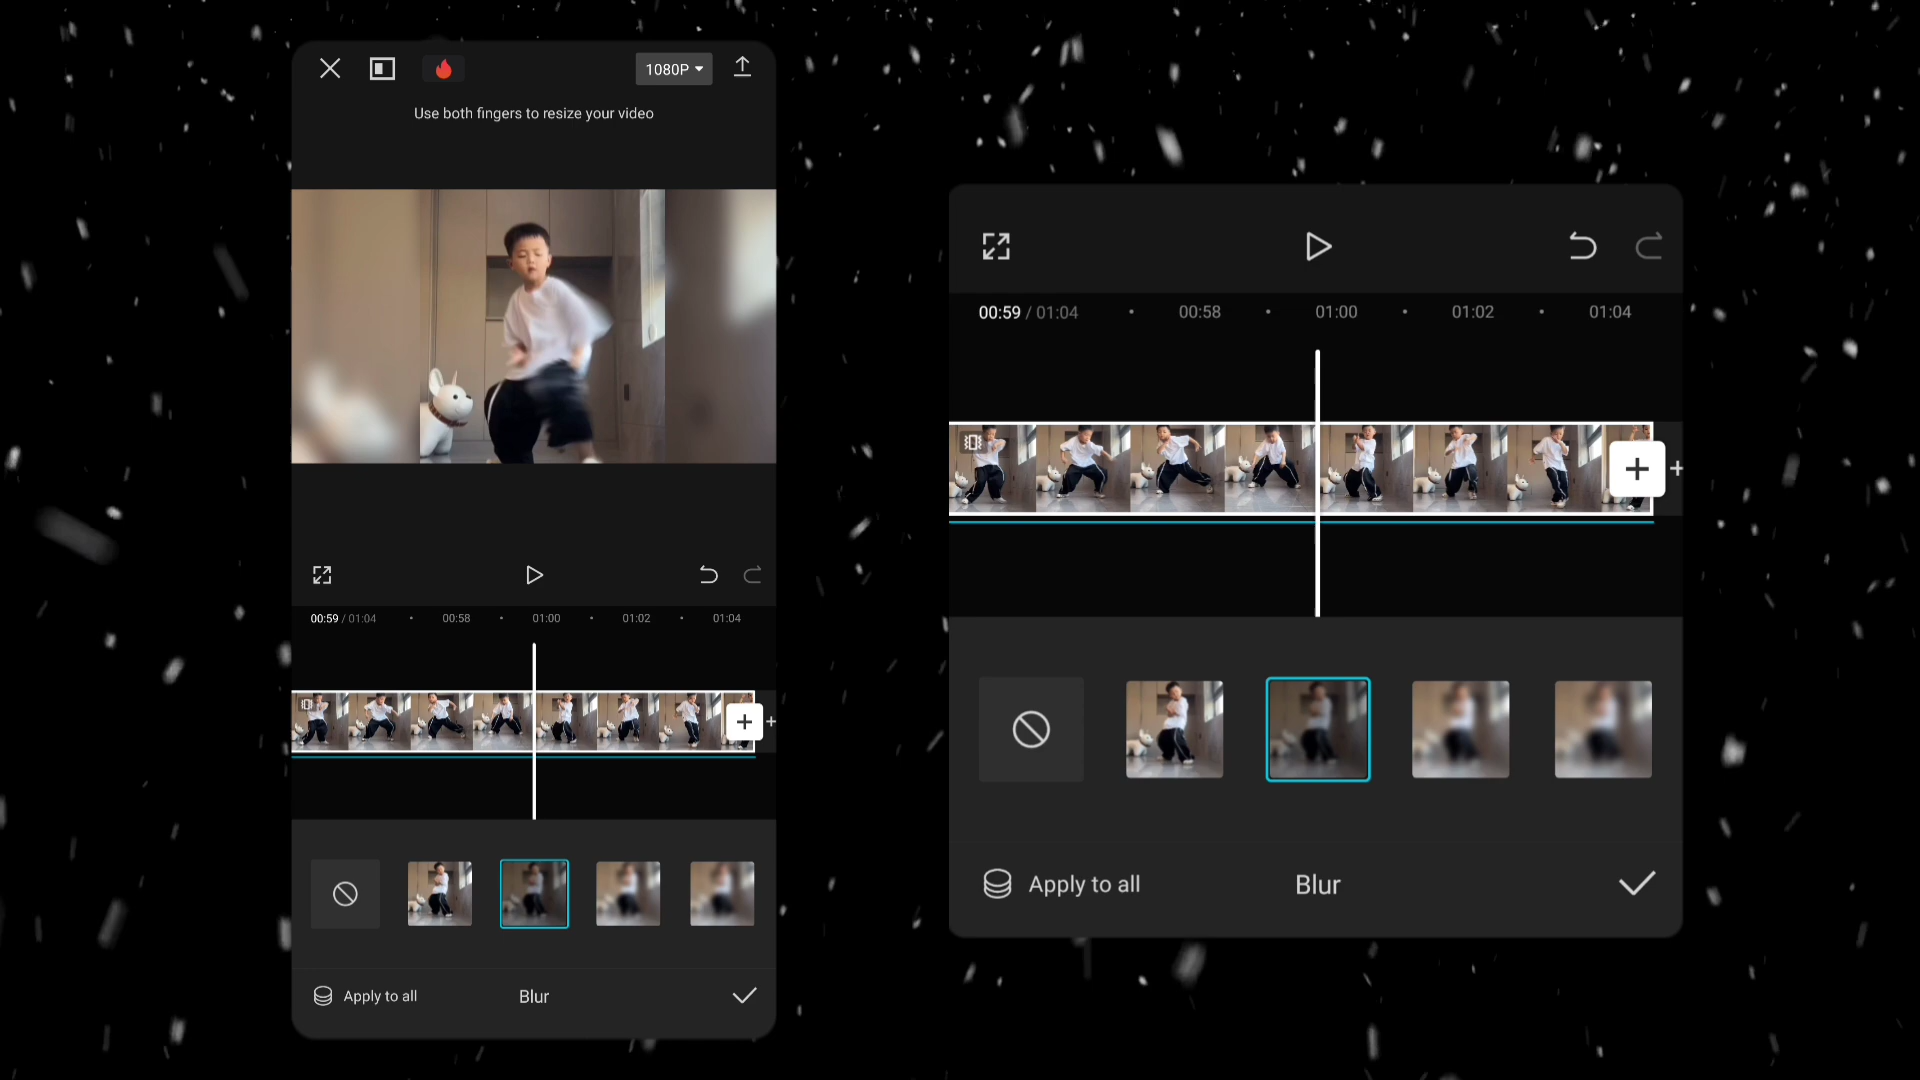 1080P
Use both fingers to resize your video
00:59 / 01:04 00:58 01:00 01:02 01:04
Apply to all Blur
00:59 / 01:04 00:58 01:00 01:02 01:04
Apply to all Blur